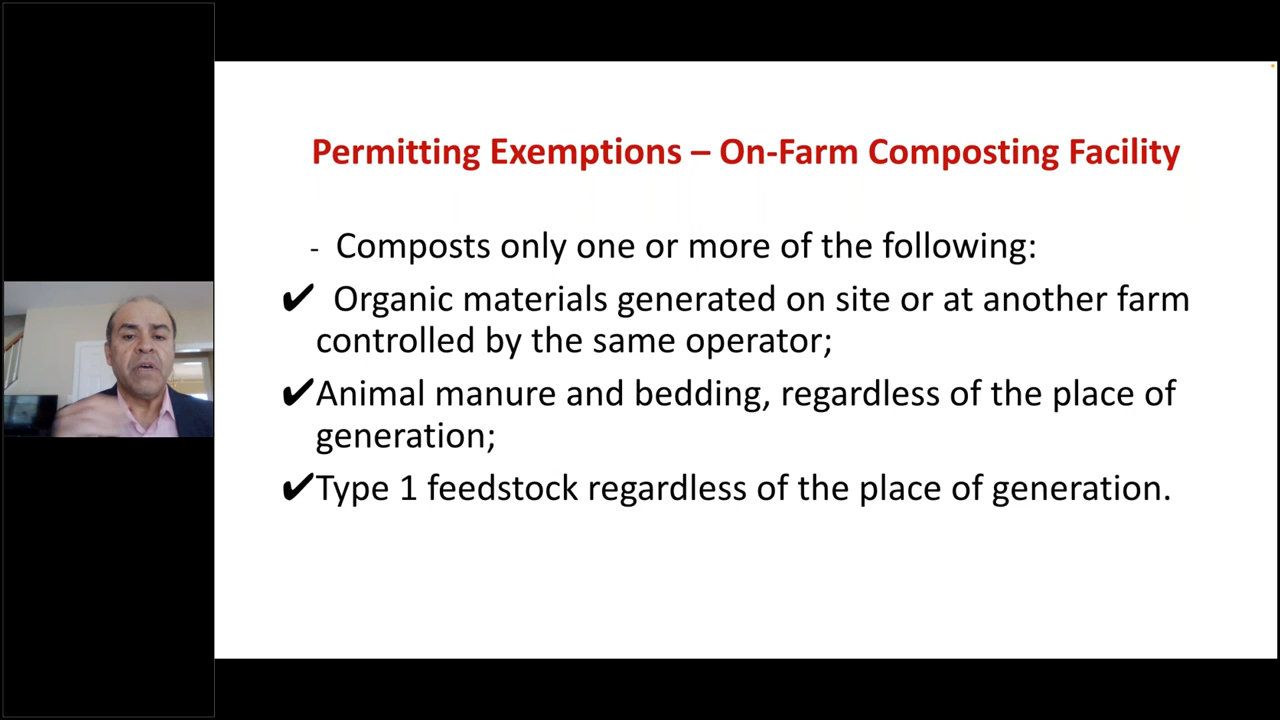 Permitting Exemptions – On-Farm Composting Facility
- Composts only one or more of the following:
✔ Organic materials generated on site or at another farm
controlled by the same operator;
✔Animal manure and bedding, regardless of the place of
generation;
✔Type 1 feedstock regardless of the place of generation.